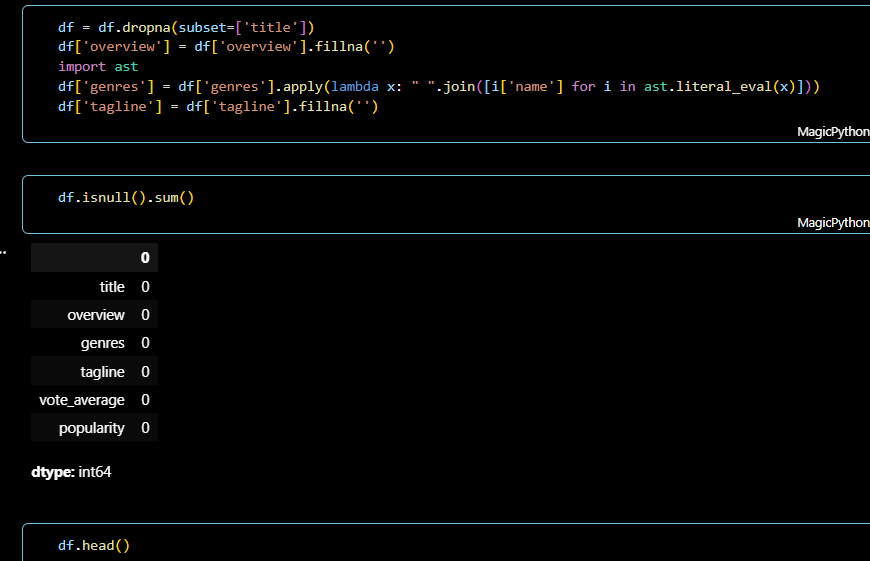 df = df.dropna(subset=['title'])
df['overview'] = df['overview'].fillna('')
import ast
df['genres'] = df['genres'].apply(lambda x: " ".join([i['name'] for i in ast.literal_eval(x)]))
df['tagline'] = df['tagline'].fillna('')
MagicPython
df.isnull().sum()
MagicPython
0
title 0
overview 0
genres 0
tagline 0
vote_average 0
popularity 0
dtype: int64
df.head()